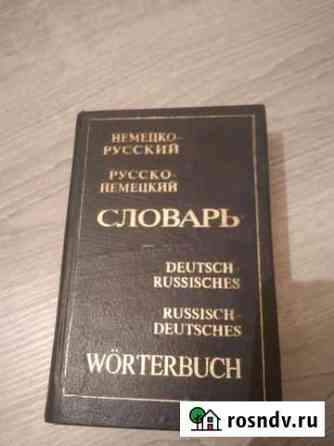 НЕМЕЦКО-
РУССКИЙ
РУССКО-
НЕМЕЦКИЙ
СЛОВАРЬ
DEUTSCH-
RUSSISCHES
RUSSISCH-
DEUTSCHES
WÖRTERBUCH
rosndv.ru